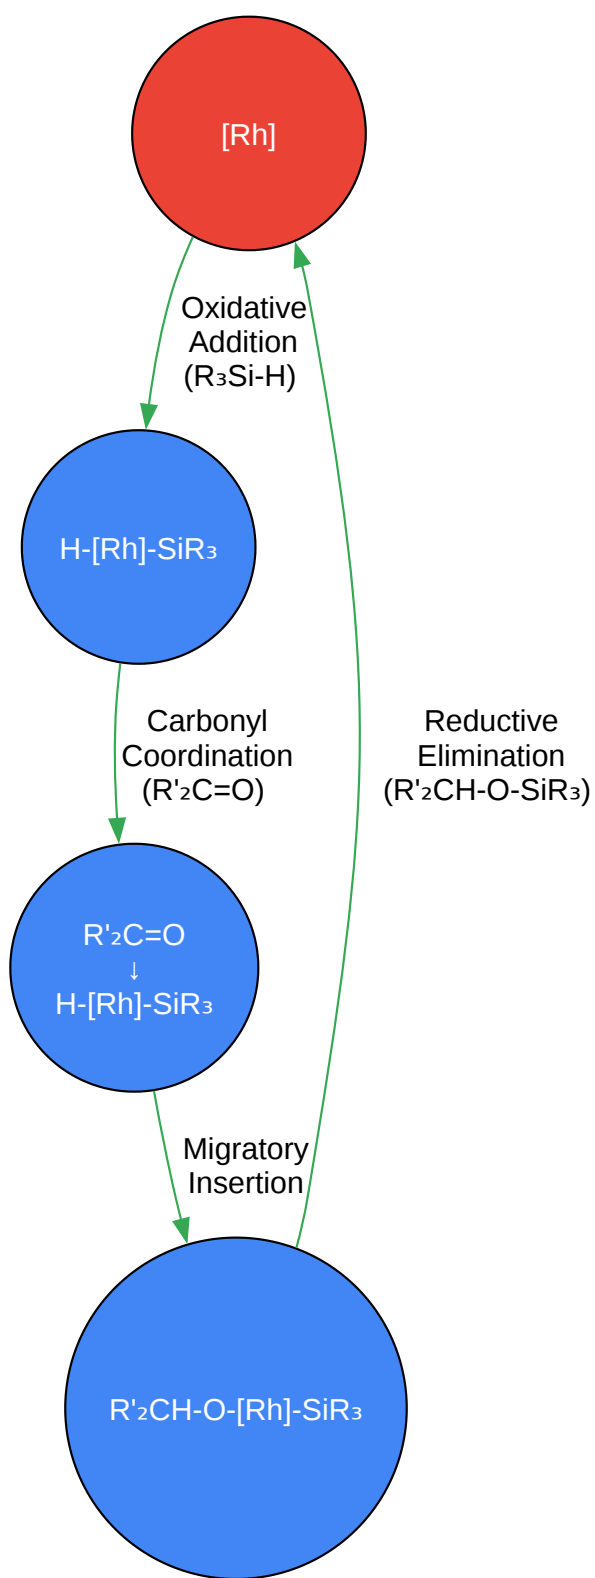 [Rh]
Oxidative
Addition
(R₃Si-H)
H-[Rh]-SiR₃
Carbonyl
Coordination
(R'₂C=O)
Reductive
Elimination
(R'₂CH-O-SiR₃)
R'₂C=O
↓
H-[Rh]-SiR₃
Migratory
Insertion
R'₂CH-O-[Rh]-SiR₃